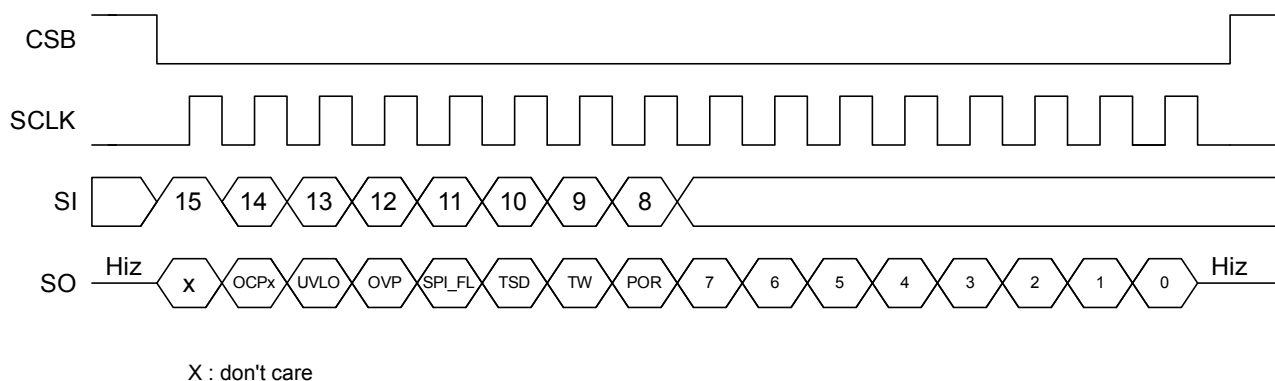 CSB
SCLK
SI 15 14 13 12 11 10 9 8
Hiz Hiz
SO x OCPx UVLO OVP SPI_FL TSD TW POR 7 6 5 4 3 2 1 0
X : don't care